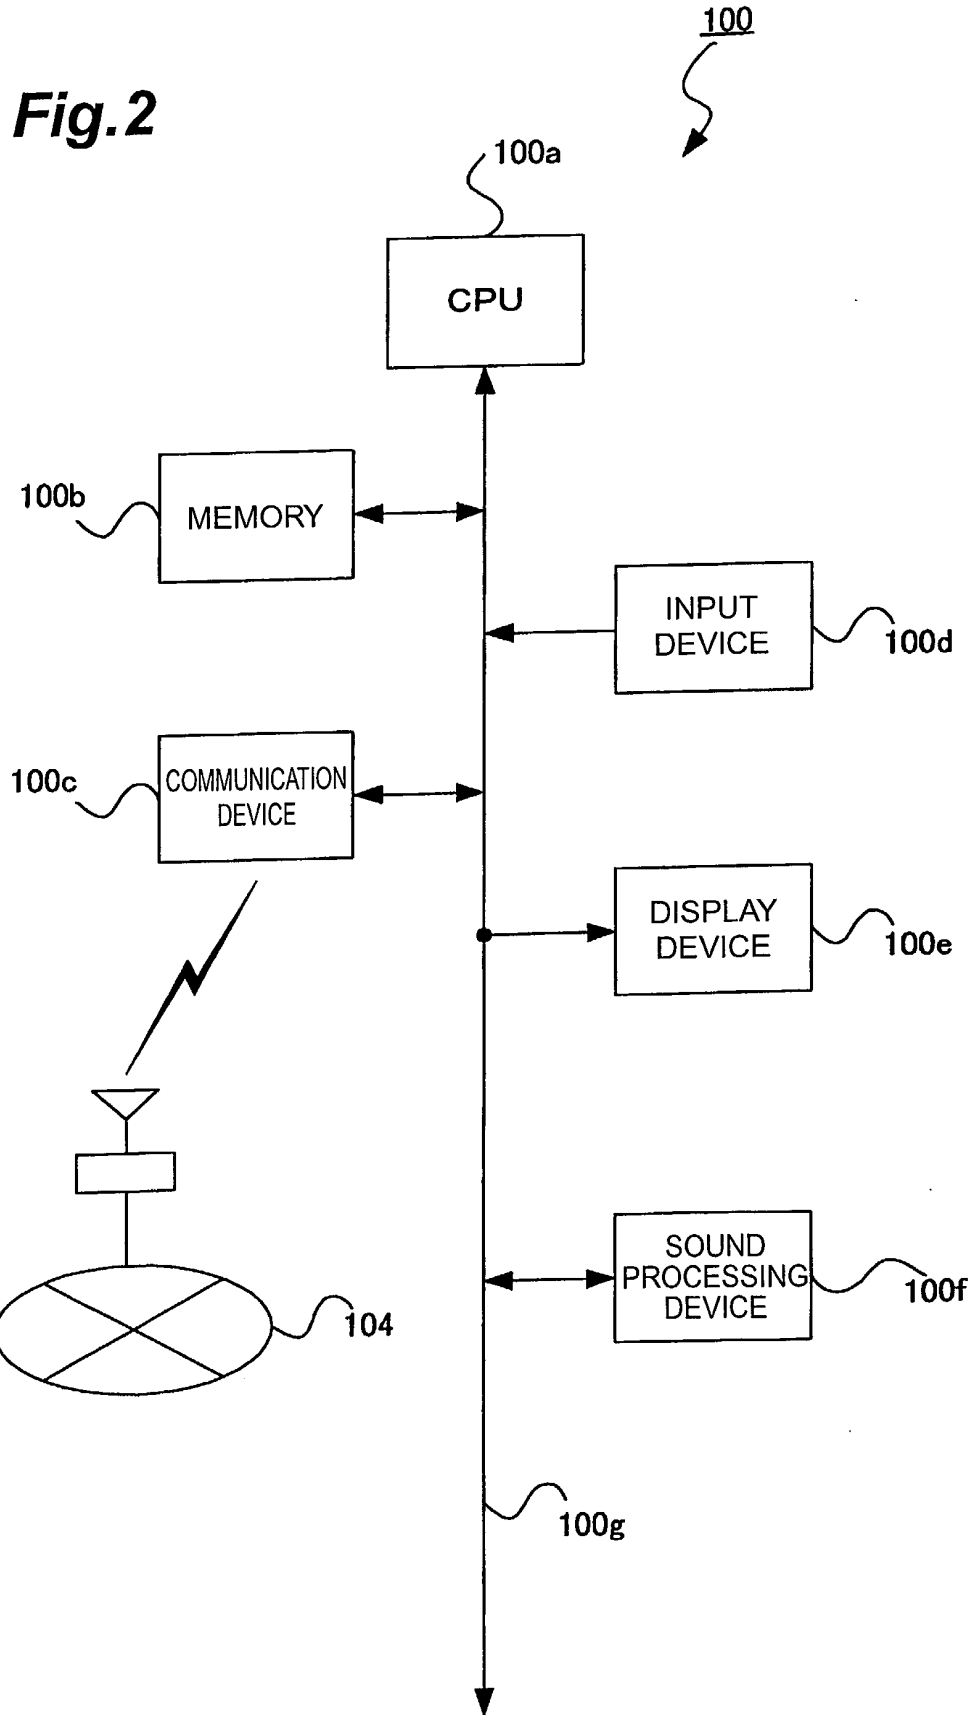 100
Fig.2
100a
CPU
100b
MEMORY
INPUT
DEVICE
100d
100c
COMMUNICATION
DEVICE
DISPLAY
DEVICE
100e
SOUND
PROCESSING
DEVICE
100f
104
100g